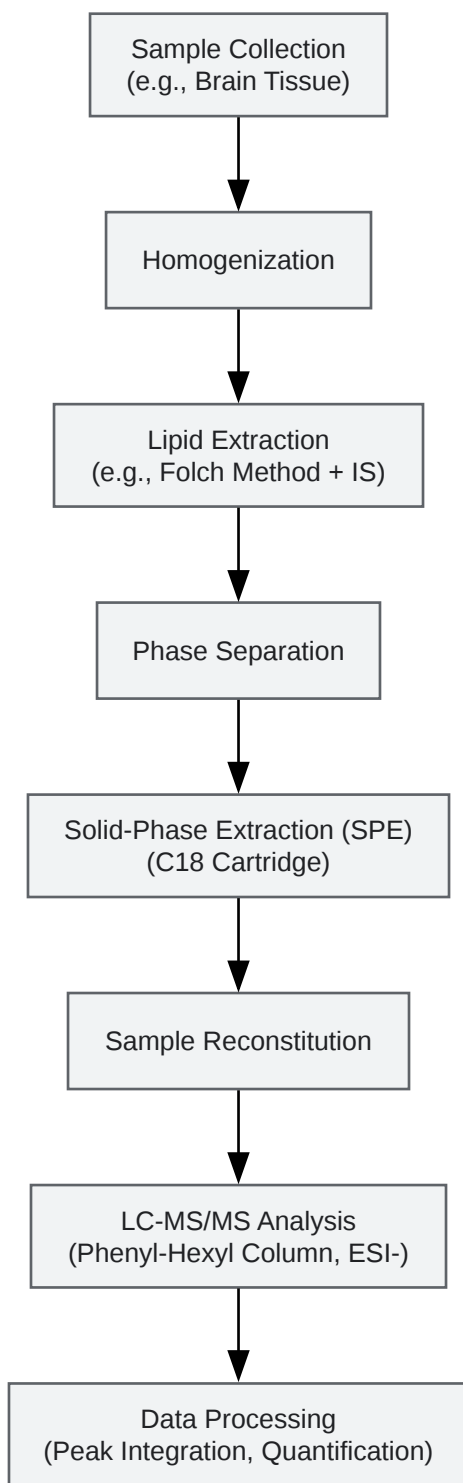 Sample Collection
(e.g., Brain Tissue)
Homogenization
Lipid Extraction
(e.g., Folch Method + IS)
Phase Separation
Solid-Phase Extraction (SPE)
(C18 Cartridge)
Sample Reconstitution
LC-MS/MS Analysis
(Phenyl-Hexyl Column, ESI-)
Data Processing
(Peak Integration, Quantification)